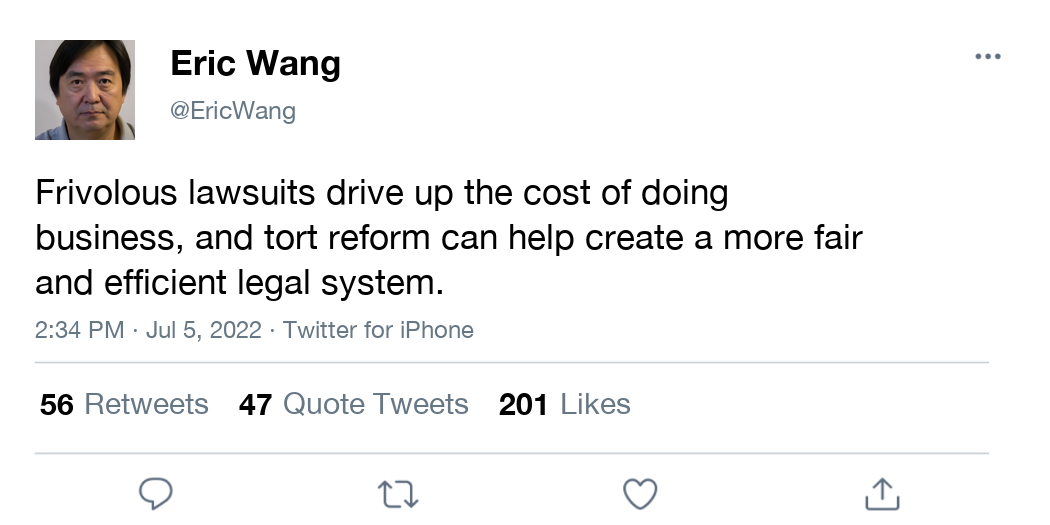 Eric Wang
@EricWang
Frivolous lawsuits drive up the cost of doing
business, and tort reform can help create a more fair
and efficient legal system.
2:34 PM · Jul 5, 2022 · Twitter for iPhone
56 Retweets 47 Quote Tweets 201 Likes